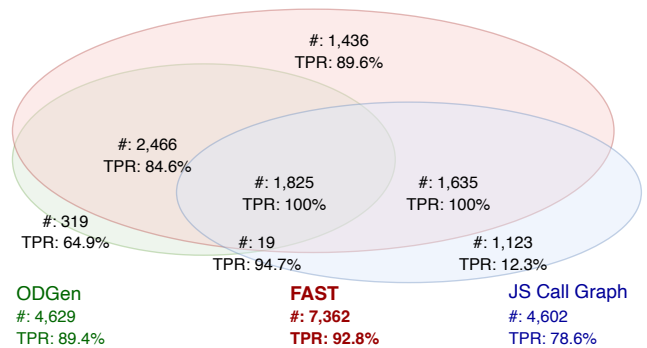 #: 1,436
TPR: 89.6%
#: 2,466
TPR: 84.6%
#: 1,825
TPR: 100%
#: 1,635
TPR: 100%
#: 319
TPR: 64.9%
#: 19
TPR: 94.7%
#: 1,123
TPR: 12.3%
ODGen
#: 4,629
TPR: 89.4%
FAST
#: 7,362
TPR: 92.8%
JS Call Graph
#: 4,602
TPR: 78.6%